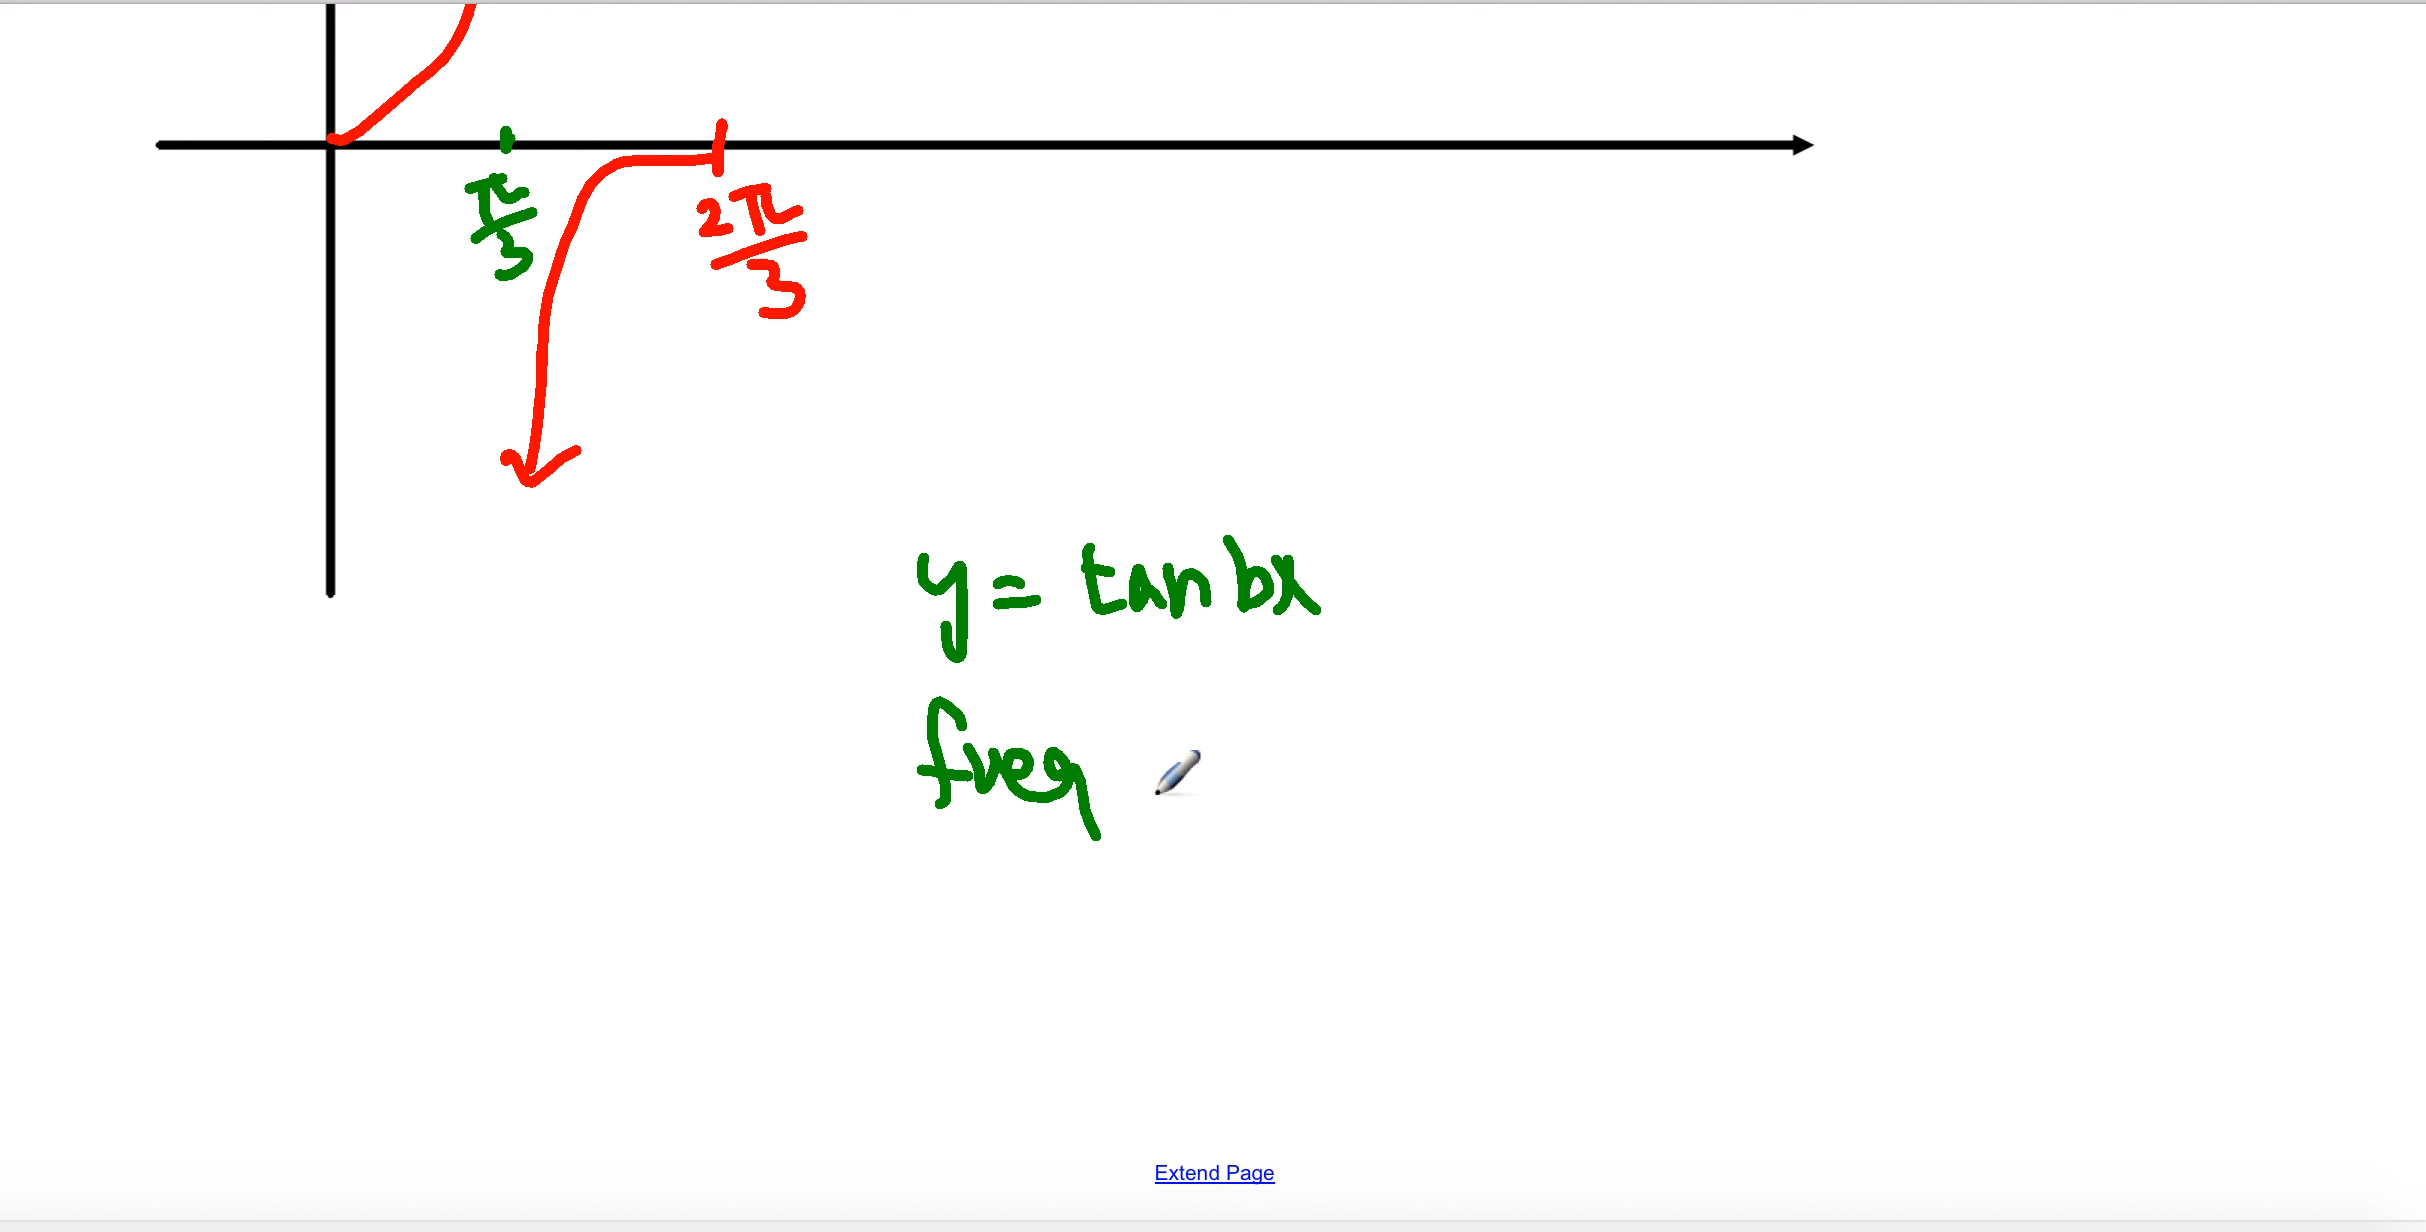 π/3
2π/3
y = tan bx
freq
Extend Page